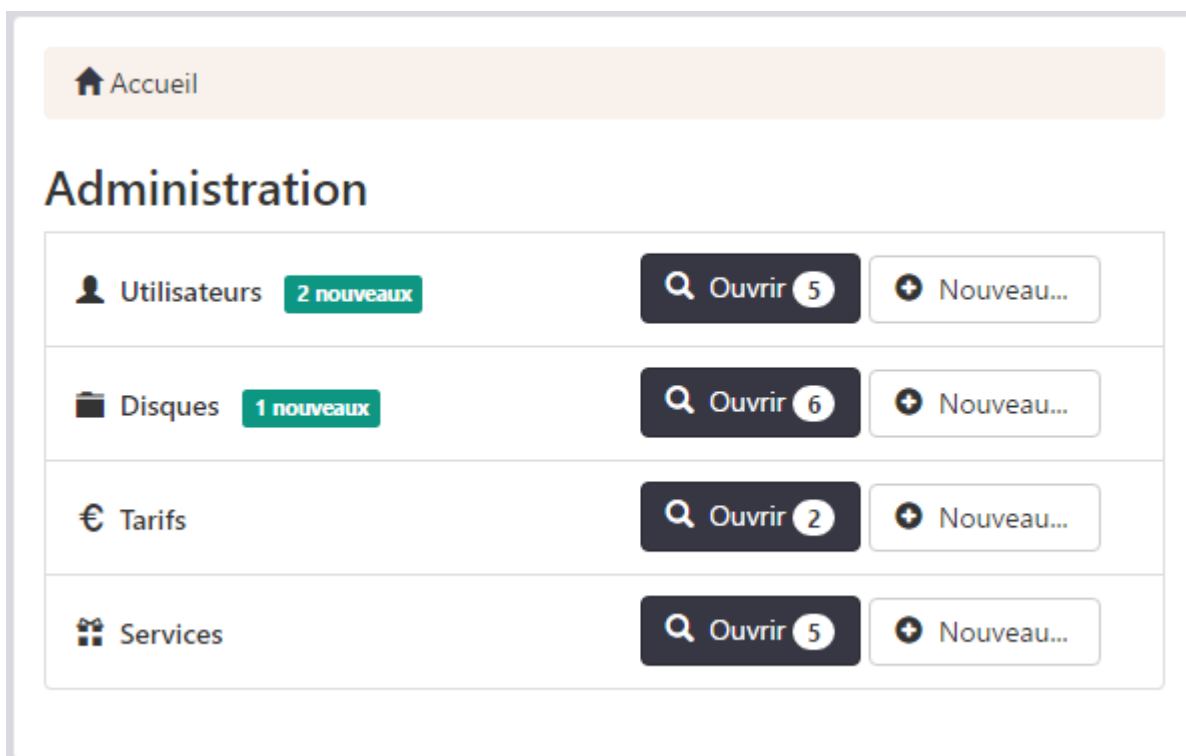 Accueil
Administration
Utilisateurs 2 nouveaux Ouvrir 5 Nouveau...
Disques 1 nouveaux Ouvrir 6 Nouveau...
€ Tarifs Ouvrir 2 Nouveau...
Services Ouvrir 5 Nouveau...